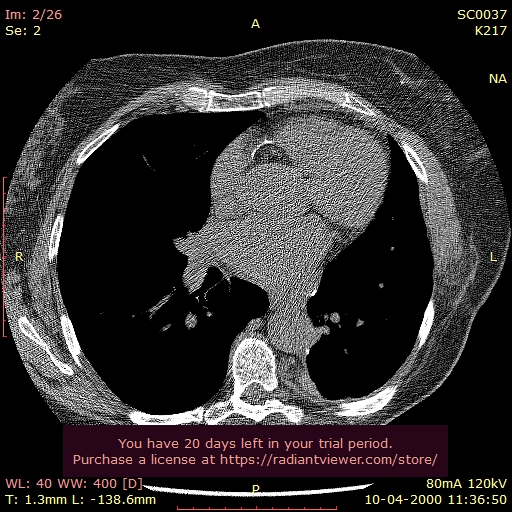 Im: 2/26
Se: 2
A
SC0037
K217
NA
R
L
You have 20 days left in your trial period.
Purchase a license at https://radiantviewer.com/store/
WL: 40 WW: 400 [D]
T: 1.3mm L: -138.6mm
P
80mA 120kV
10-04-2000 11:36:50